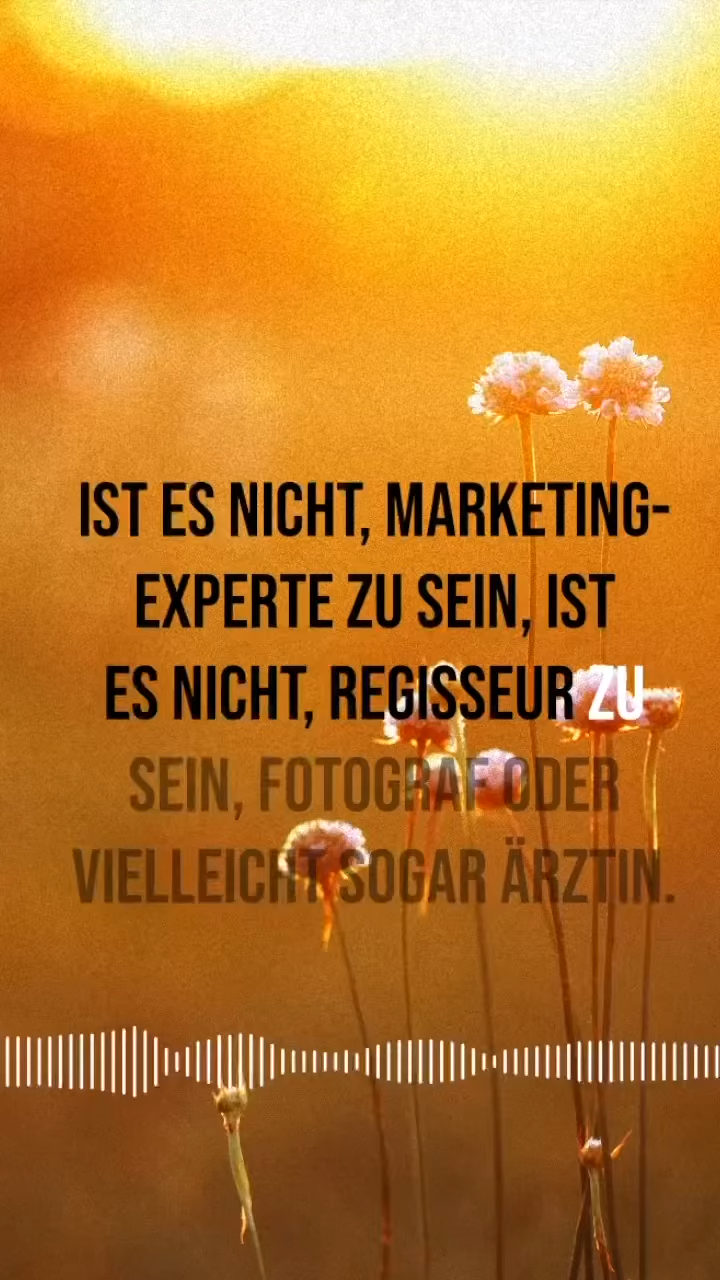 IST ES NICHT, MARKETING-
EXPERTE ZU SEIN, IST
ES NICHT, REGISSEUR ZU
SEIN, FOTOGRAF ODER
VIELLEICHT SOGAR ÄRZTIN.